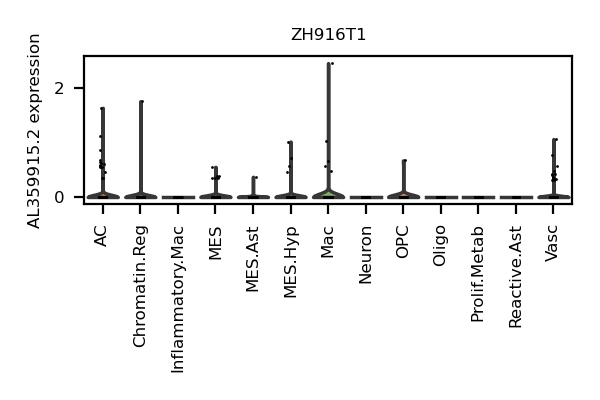 ZH916T1
AL359915.2 expression
2
0
AC
Chromatin.Reg
Inflammatory.Mac
MES
MES.Ast
MES.Hyp
Mac
Neuron
OPC
Oligo
Prolif.Metab
Reactive.Ast
Vasc